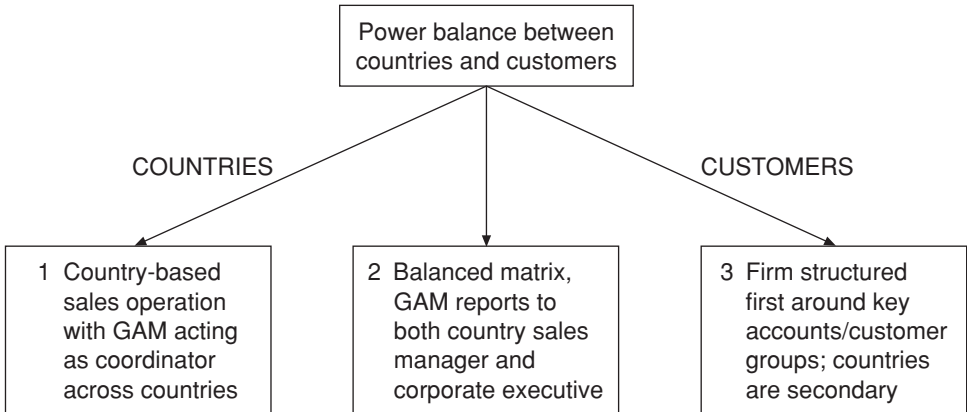 Power balance between
countries and customers
COUNTRIES
CUSTOMERS
1 Country-based
sales operation
with GAM acting
as coordinator
across countries
2 Balanced matrix,
GAM reports to
both country sales
manager and
corporate executive
3 Firm structured
first around key
accounts/customer
groups; countries
are secondary